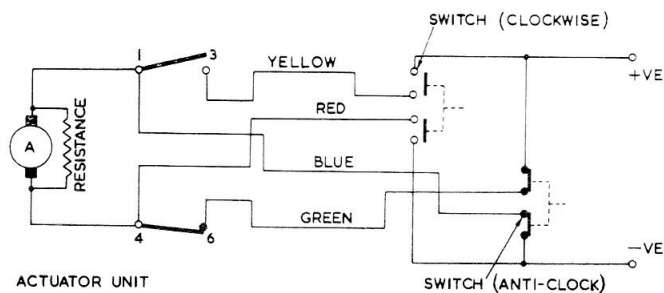 SWITCH (CLOCKWISE)
1
3
YELLOW
+VE
RED
A
RESISTANCE
BLUE
GREEN
4
6
-VE
ACTUATOR UNIT
SWITCH (ANTI-CLOCK)